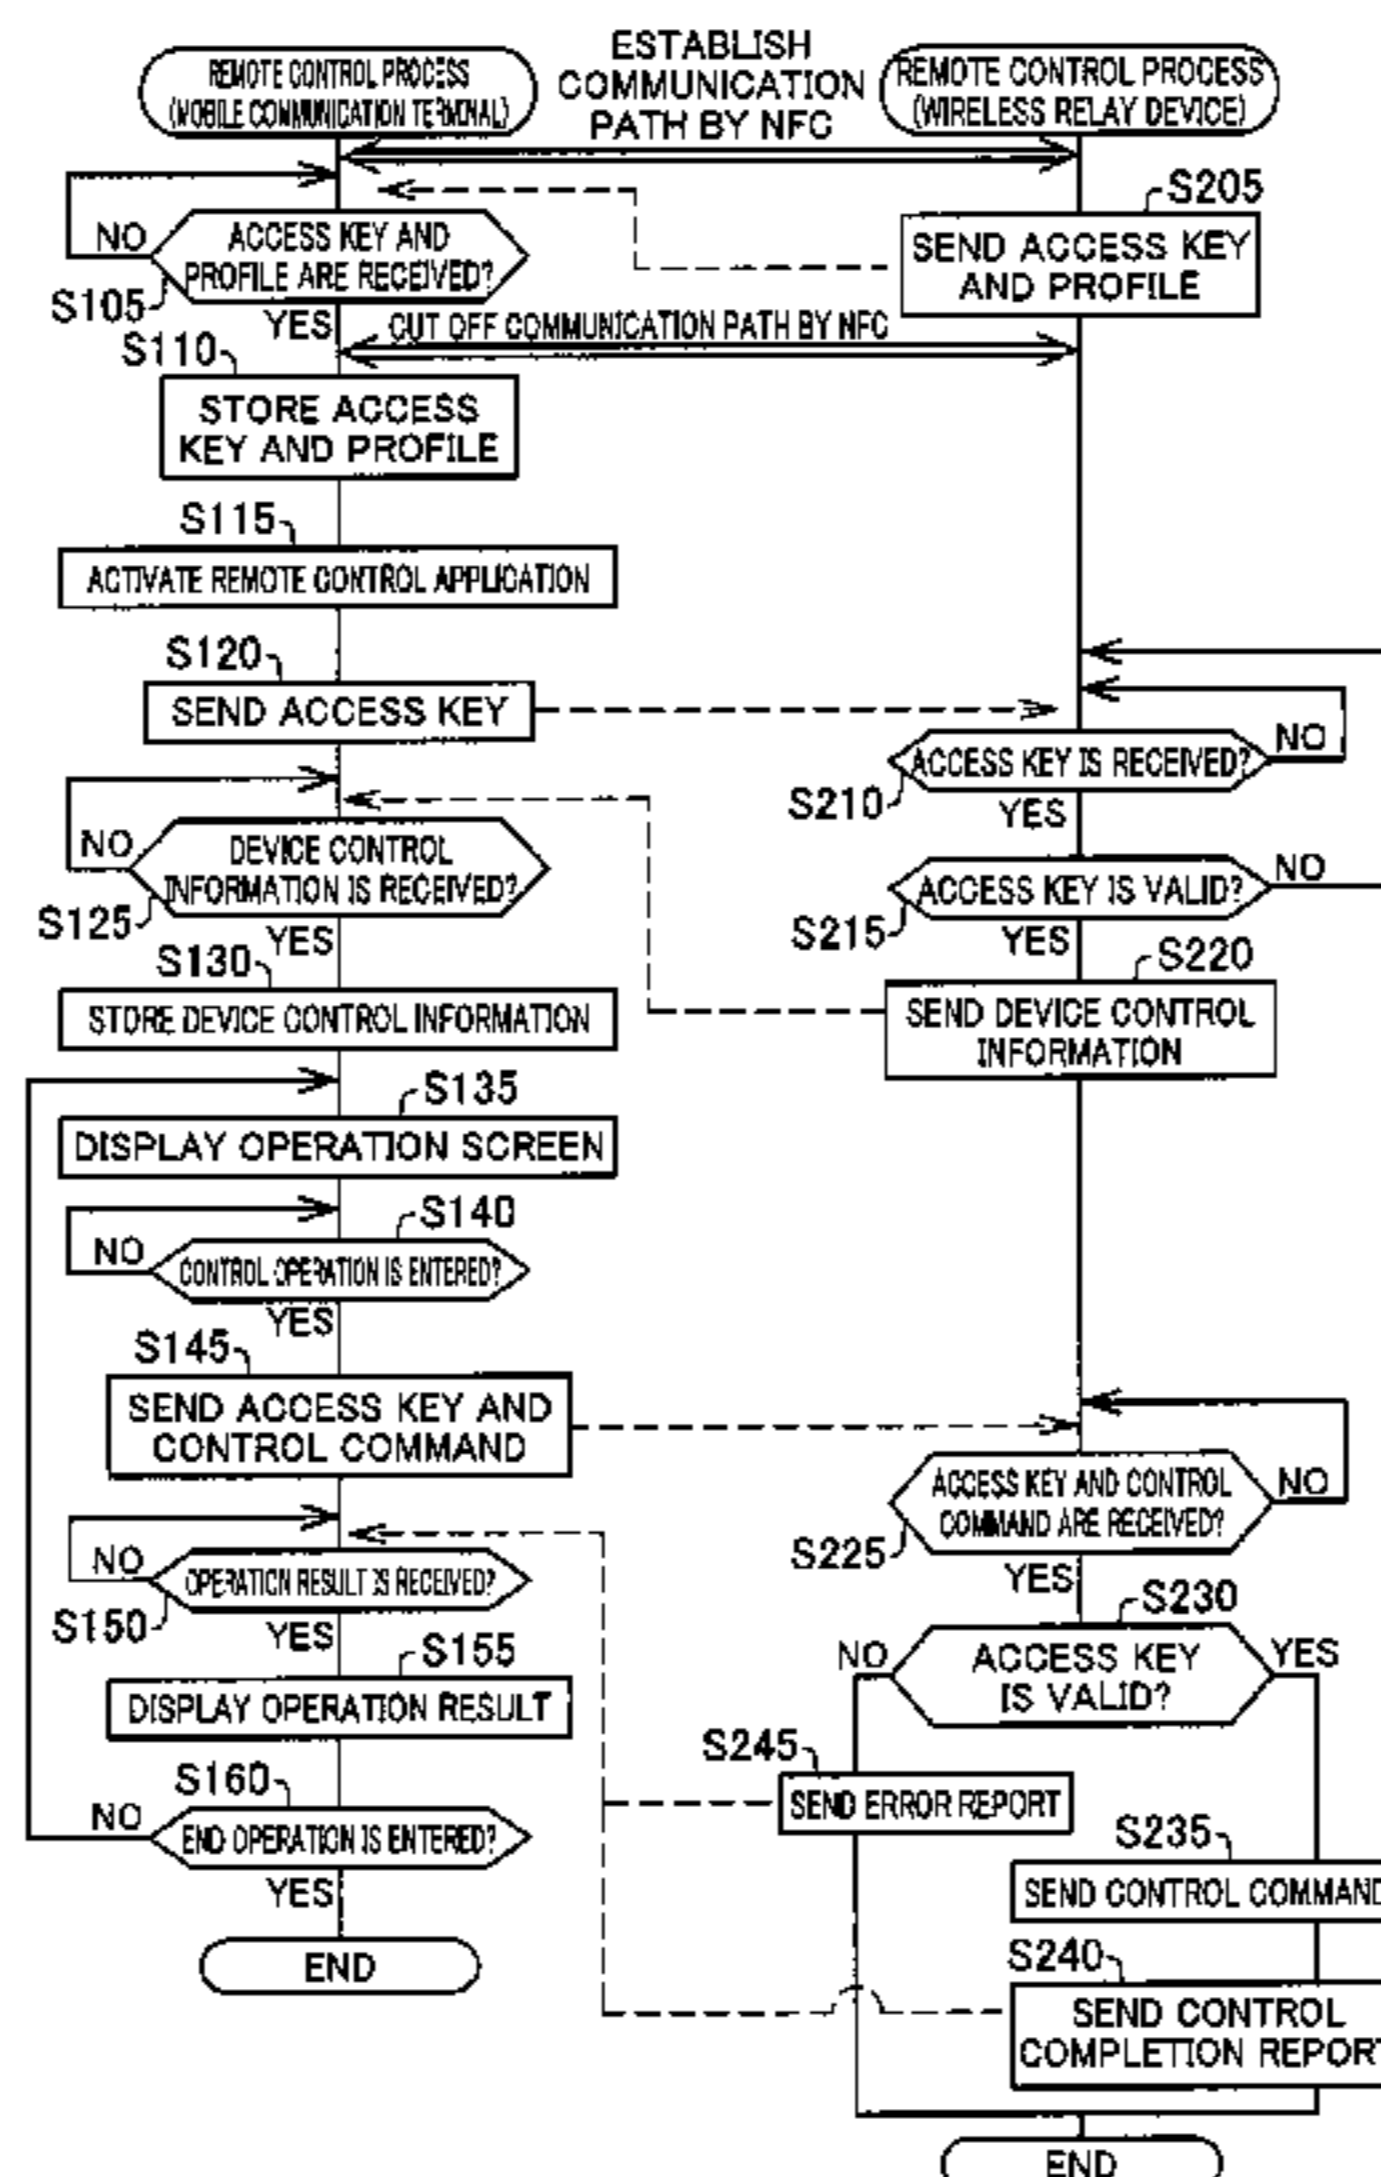 REMOTE CONTROL PROCESS
(MOBILE COMMUNICATION TERMINAL)
ESTABLISH
COMMUNICATION
PATH BY NFC
REMOTE CONTROL PROCESS
(WIRELESS RELAY DEVICE)
S205
SEND ACCESS KEY
AND PROFILE
NO
ACCESS KEY AND
PROFILE ARE RECEIVED?
S105
YES
CUT OFF COMMUNICATION PATH BY NFC
S110
STORE ACCESS
KEY AND PROFILE
S115
ACTIVATE REMOTE CONTROL APPLICATION
S120
SEND ACCESS KEY
NO
ACCESS KEY IS RECEIVED?
S210
YES
NO
DEVICE CONTROL
INFORMATION IS RECEIVED?
S125
YES
NO
ACCESS KEY IS VALID?
S215
YES
S220
SEND DEVICE CONTROL
INFORMATION
S130
STORE DEVICE CONTROL INFORMATION
S135
DISPLAY OPERATION SCREEN
S140
NO
CONTROL OPERATION IS ENTERED?
YES
S145
SEND ACCESS KEY AND
CONTROL COMMAND
ACCESS KEY AND CONTROL
COMMAND ARE RECEIVED?
NO
S225
YES
NO
OPERATION RESULT IS RECEIVED?
S150
YES
S230
NO
ACCESS KEY
IS VALID?
YES
S155
DISPLAY OPERATION RESULT
S245
SEND ERROR REPORT
S160
NO
END OPERATION IS ENTERED?
YES
END
S235
SEND CONTROL COMMAND
S240
SEND CONTROL
COMPLETION REPORT
END